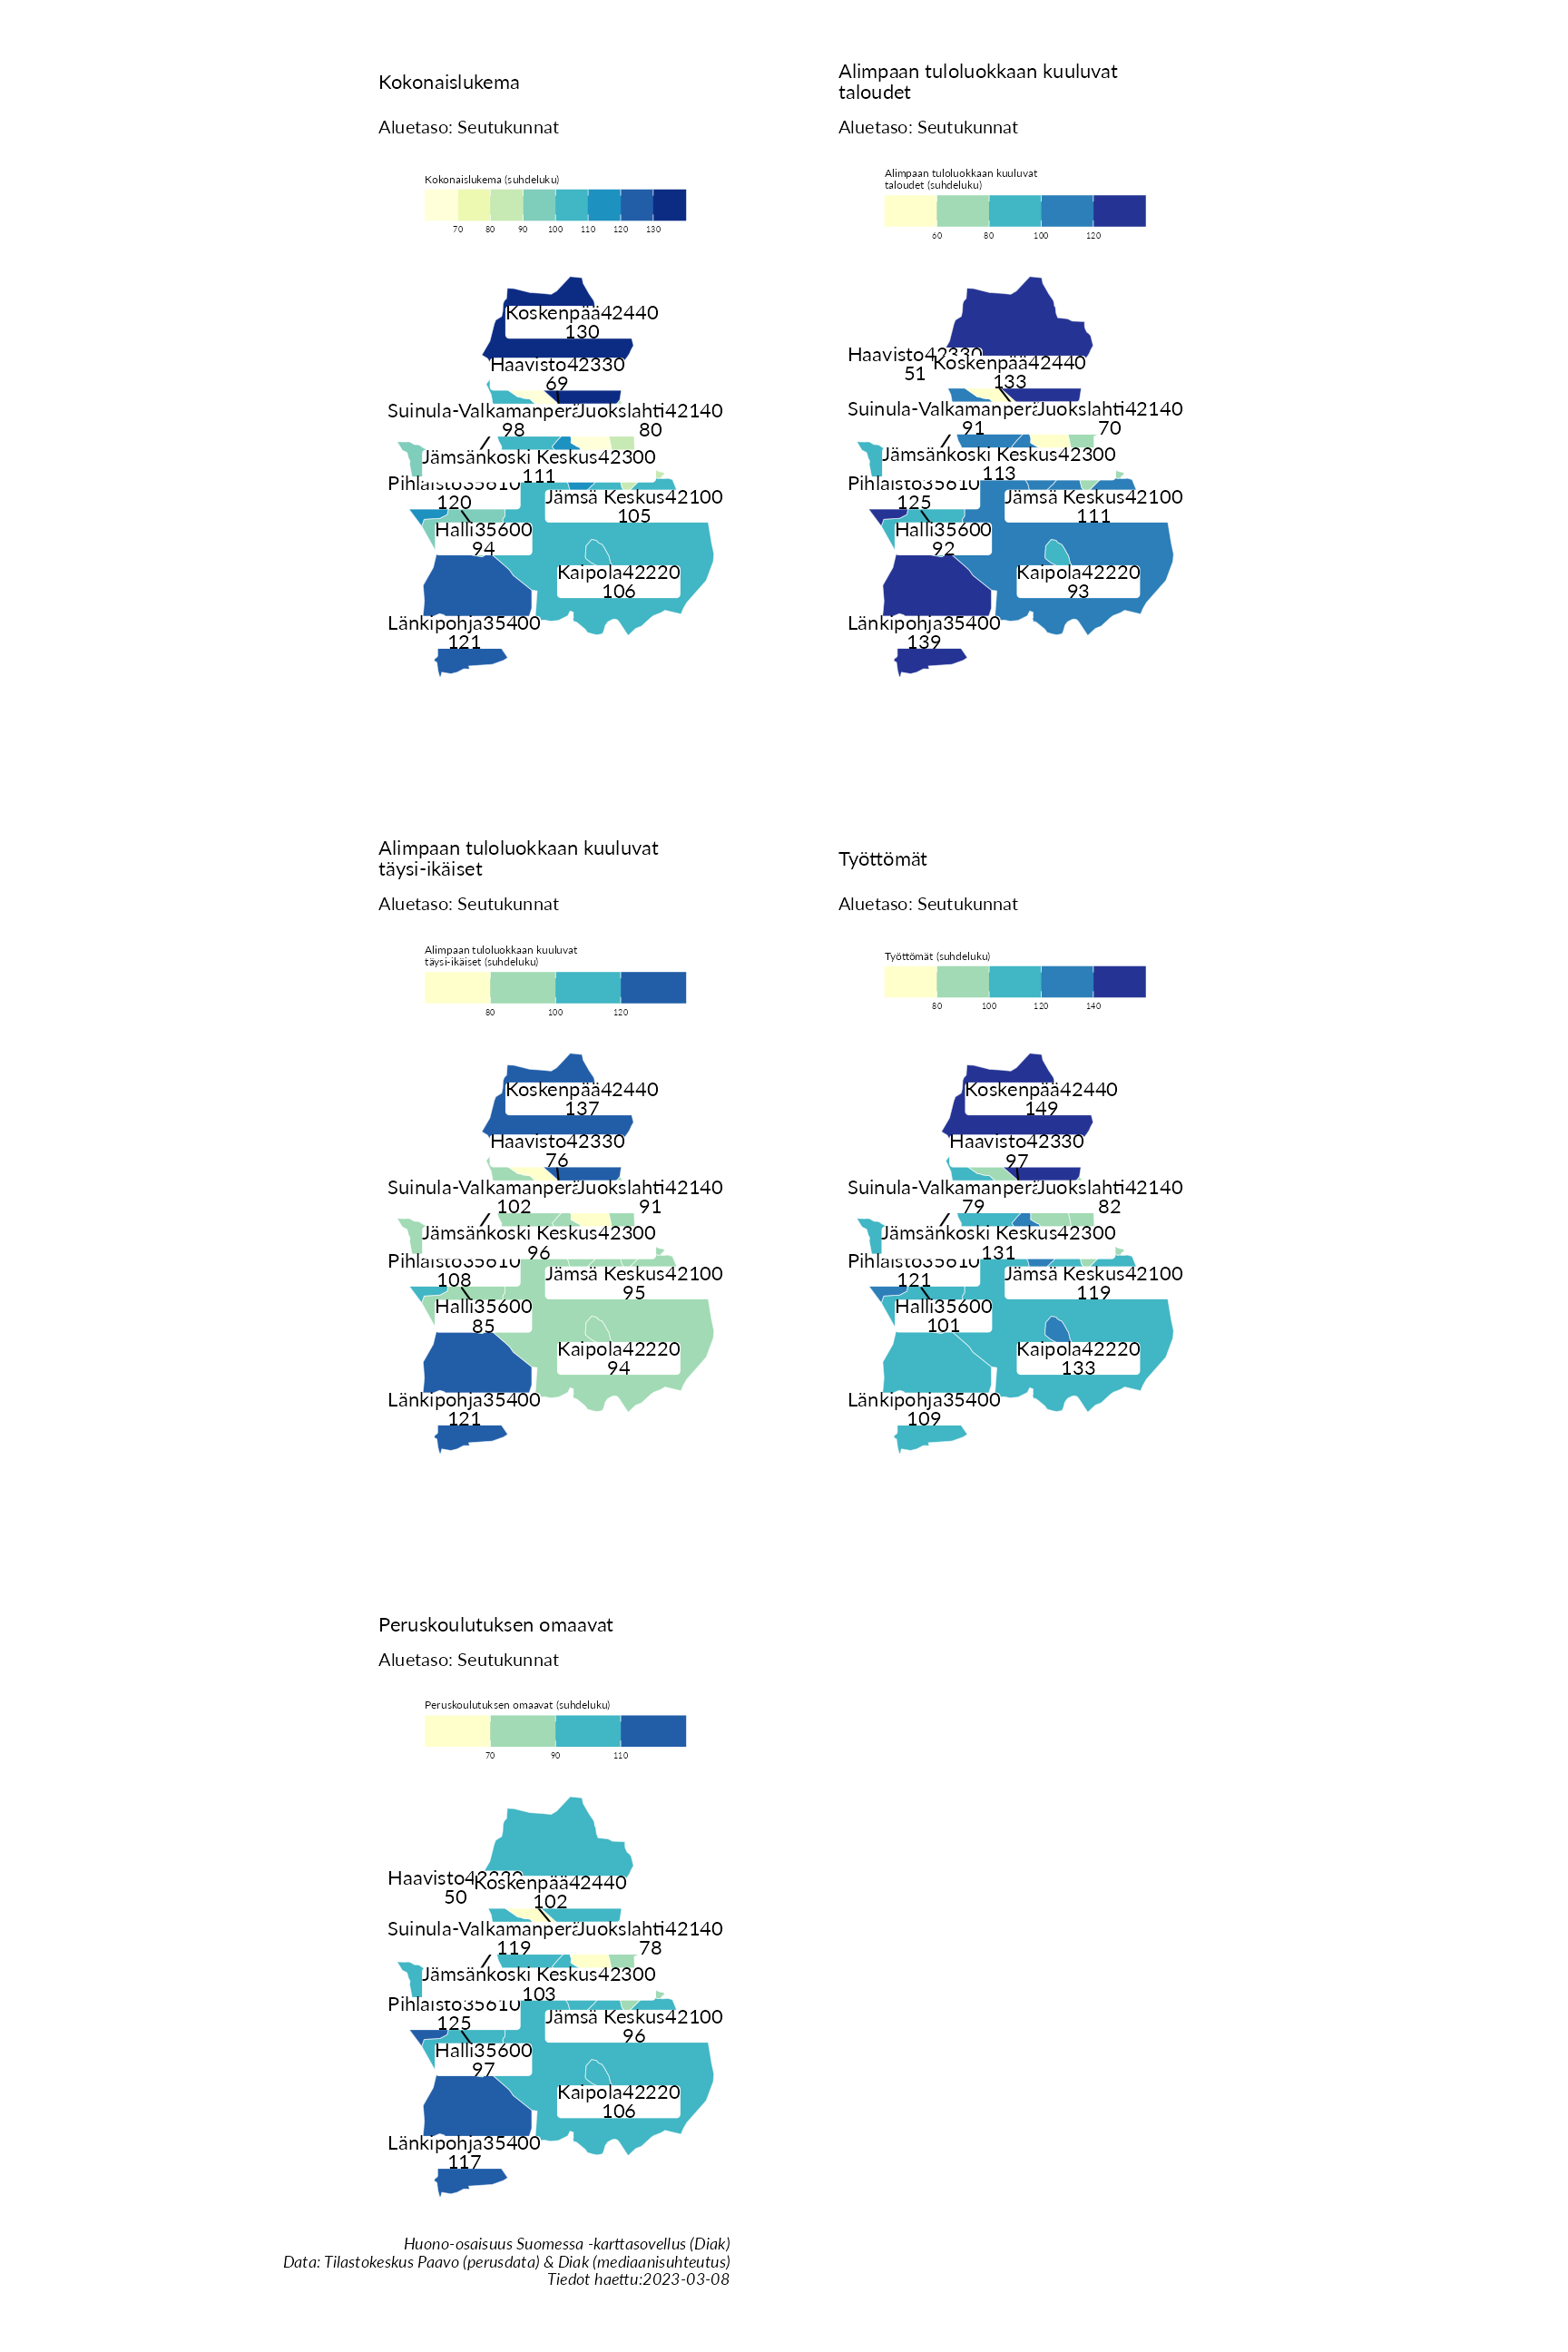 Kokonaislukema
Aluetaso: Seutukunnat
Kokonaislukema (suhdeluku)
70 80 90 100 110 120 130
Koskenpää42440
130
Haavisto42330
69
Suinula-Valkamanperä
98
Juokslahti42140
80
Jämsänkoski Keskus42300
111
Pihlaisto35610
120
Jämsä Keskus42100
105
Halli35600
94
Kaipola42220
106
Länkipohja35400
121
Alimpaan tuloluokkaan kuuluvat
taloudet
Aluetaso: Seutukunnat
Alimpaan tuloluokkaan kuuluvat
taloudet (suhdeluku)
60 80 100 120
Haavisto42330
51
Koskenpää42440
133
Suinula-Valkamanperä
91
Juokslahti42140
70
Jämsänkoski Keskus42300
113
Pihlaisto35610
125
Jämsä Keskus42100
111
Halli35600
92
Kaipola42220
93
Länkipohja35400
139
Alimpaan tuloluokkaan kuuluvat
täysi-ikäiset
Aluetaso: Seutukunnat
Alimpaan tuloluokkaan kuuluvat
täysi-ikäiset (suhdeluku)
80 100 120
Koskenpää42440
137
Haavisto42330
76
Suinula-Valkamanperä
102
Juokslahti42140
91
Jämsänkoski Keskus42300
96
Pihlaisto35610
108
Jämsä Keskus42100
95
Halli35600
85
Kaipola42220
94
Länkipohja35400
121
Työttömät
Aluetaso: Seutukunnat
Työttömät (suhdeluku)
80 100 120 140
Koskenpää42440
149
Haavisto42330
97
Suinula-Valkamanperä
79
Juokslahti42140
82
Jämsänkoski Keskus42300
131
Pihlaisto35610
121
Jämsä Keskus42100
119
Halli35600
101
Kaipola42220
133
Länkipohja35400
109
Peruskoulutuksen omaavat
Aluetaso: Seutukunnat
Peruskoulutuksen omaavat (suhdeluku)
70 90 110
Haavisto42330
50
Koskenpää42440
102
Suinula-Valkamanperä
119
Juokslahti42140
78
Jämsänkoski Keskus42300
103
Pihlaisto35610
125
Jämsä Keskus42100
96
Halli35600
97
Kaipola42220
106
Länkipohja35400
117
Huono-osaisuus Suomessa -karttasovellus (Diak)
Data: Tilastokeskus Paavo (perusdata) & Diak (mediaanisuhteutus)
Tiedot haettu:2023-03-08